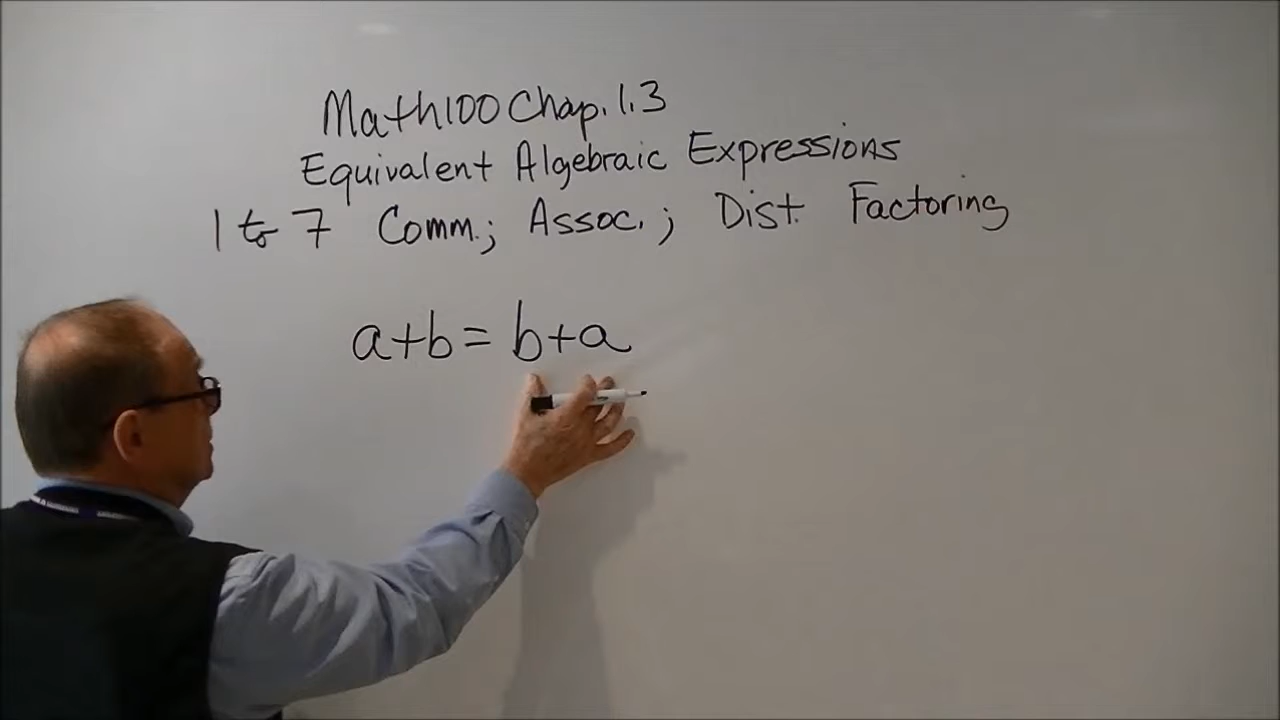 Math100 Chap. 1.3
Equivalent Algebraic Expressions
1 to 7 Comm.; Assoc.; Dist. Factoring
a+b= b+a